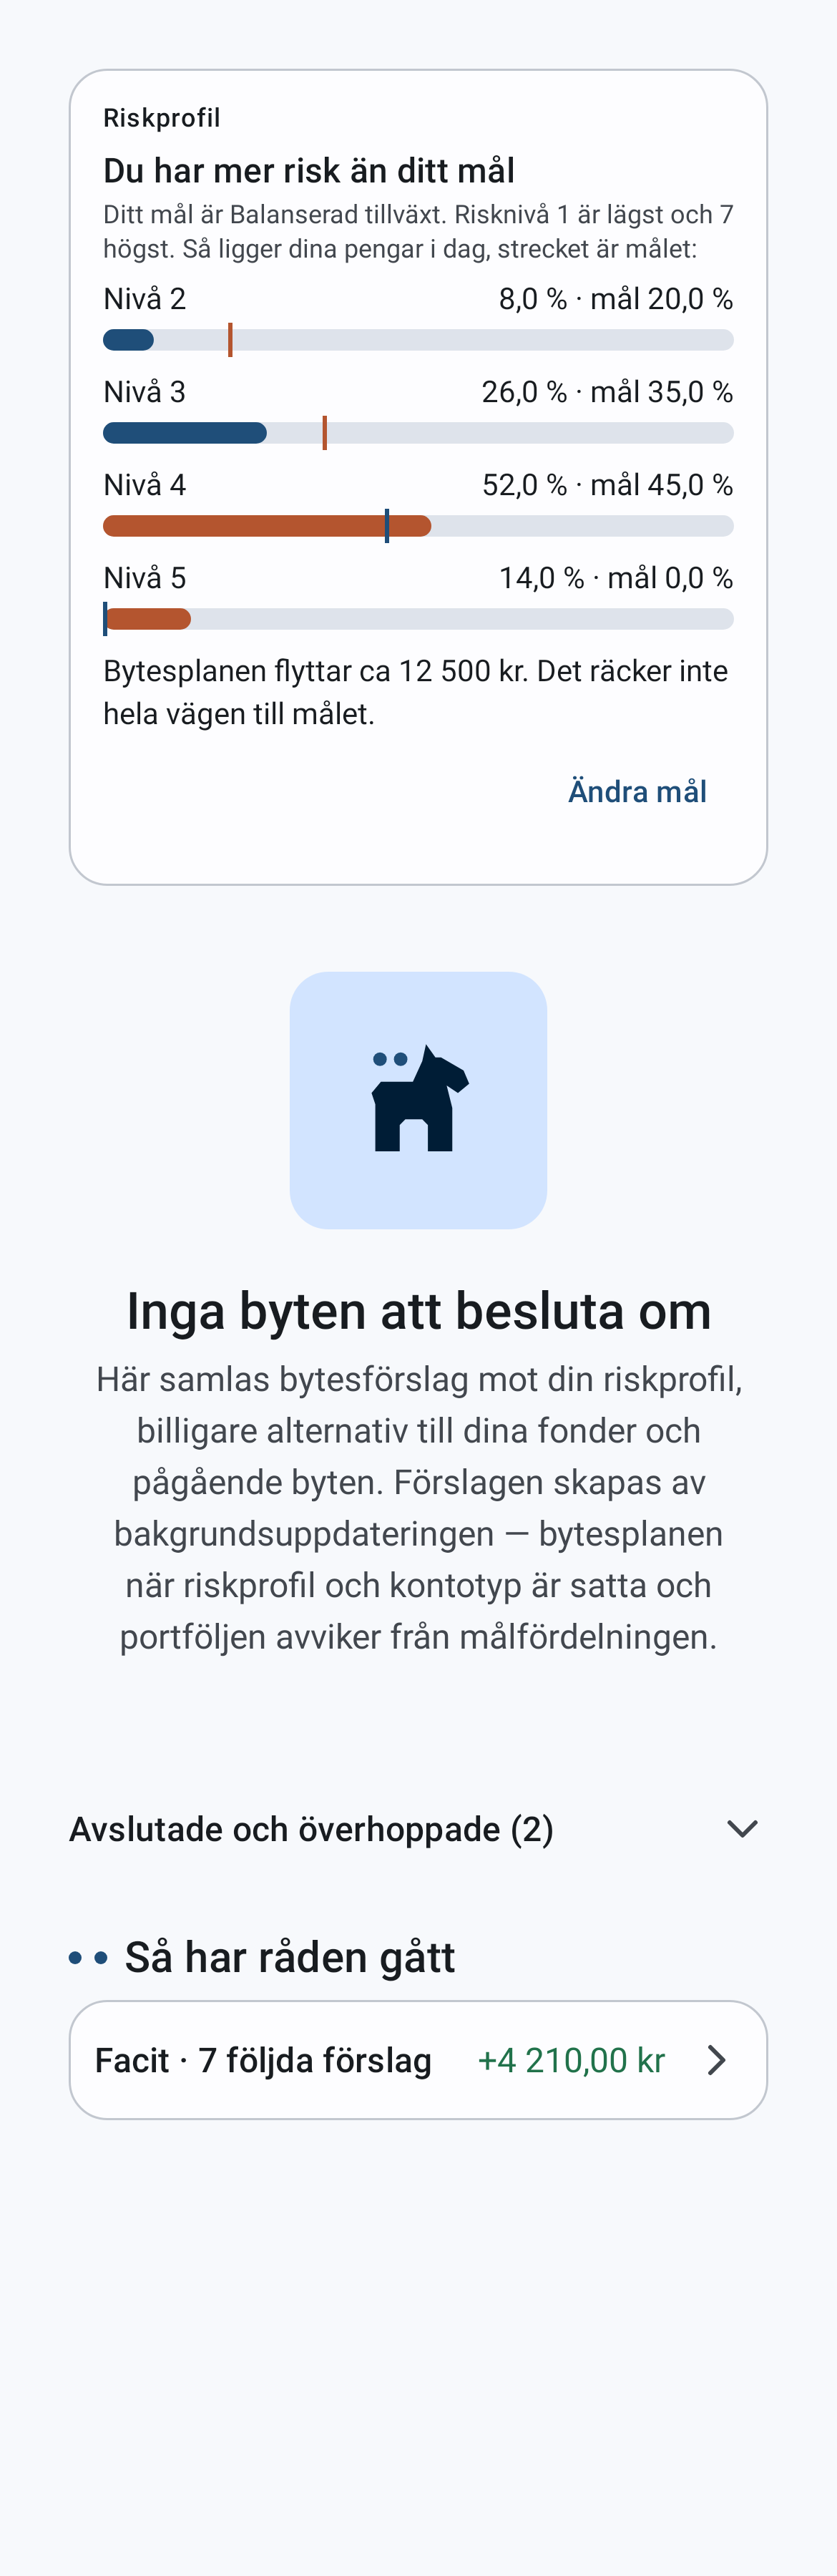 Riskprofil
Du har mer risk än ditt mål
Ditt mål är Balanserad tillväxt. Risknivå 1 är lägst och 7
högst. Så ligger dina pengar i dag, strecket är målet:
Nivå 2 8,0 % · mål 20,0 %
Nivå 3 26,0 % · mål 35,0 %
Nivå 4 52,0 % · mål 45,0 %
Nivå 5 14,0 % · mål 0,0 %
Bytesplanen flyttar ca 12 500 kr. Det räcker inte
hela vägen till målet.
Ändra mål
Inga byten att besluta om
Här samlas bytesförslag mot din riskprofil,
billigare alternativ till dina fonder och
pågående byten. Förslagen skapas av
bakgrundsuppdateringen — bytesplanen
när riskprofil och kontotyp är satta och
portföljen avviker från målfördelningen.
Avslutade och överhoppade (2)
Så har råden gått
Facit · 7 följda förslag +4 210,00 kr